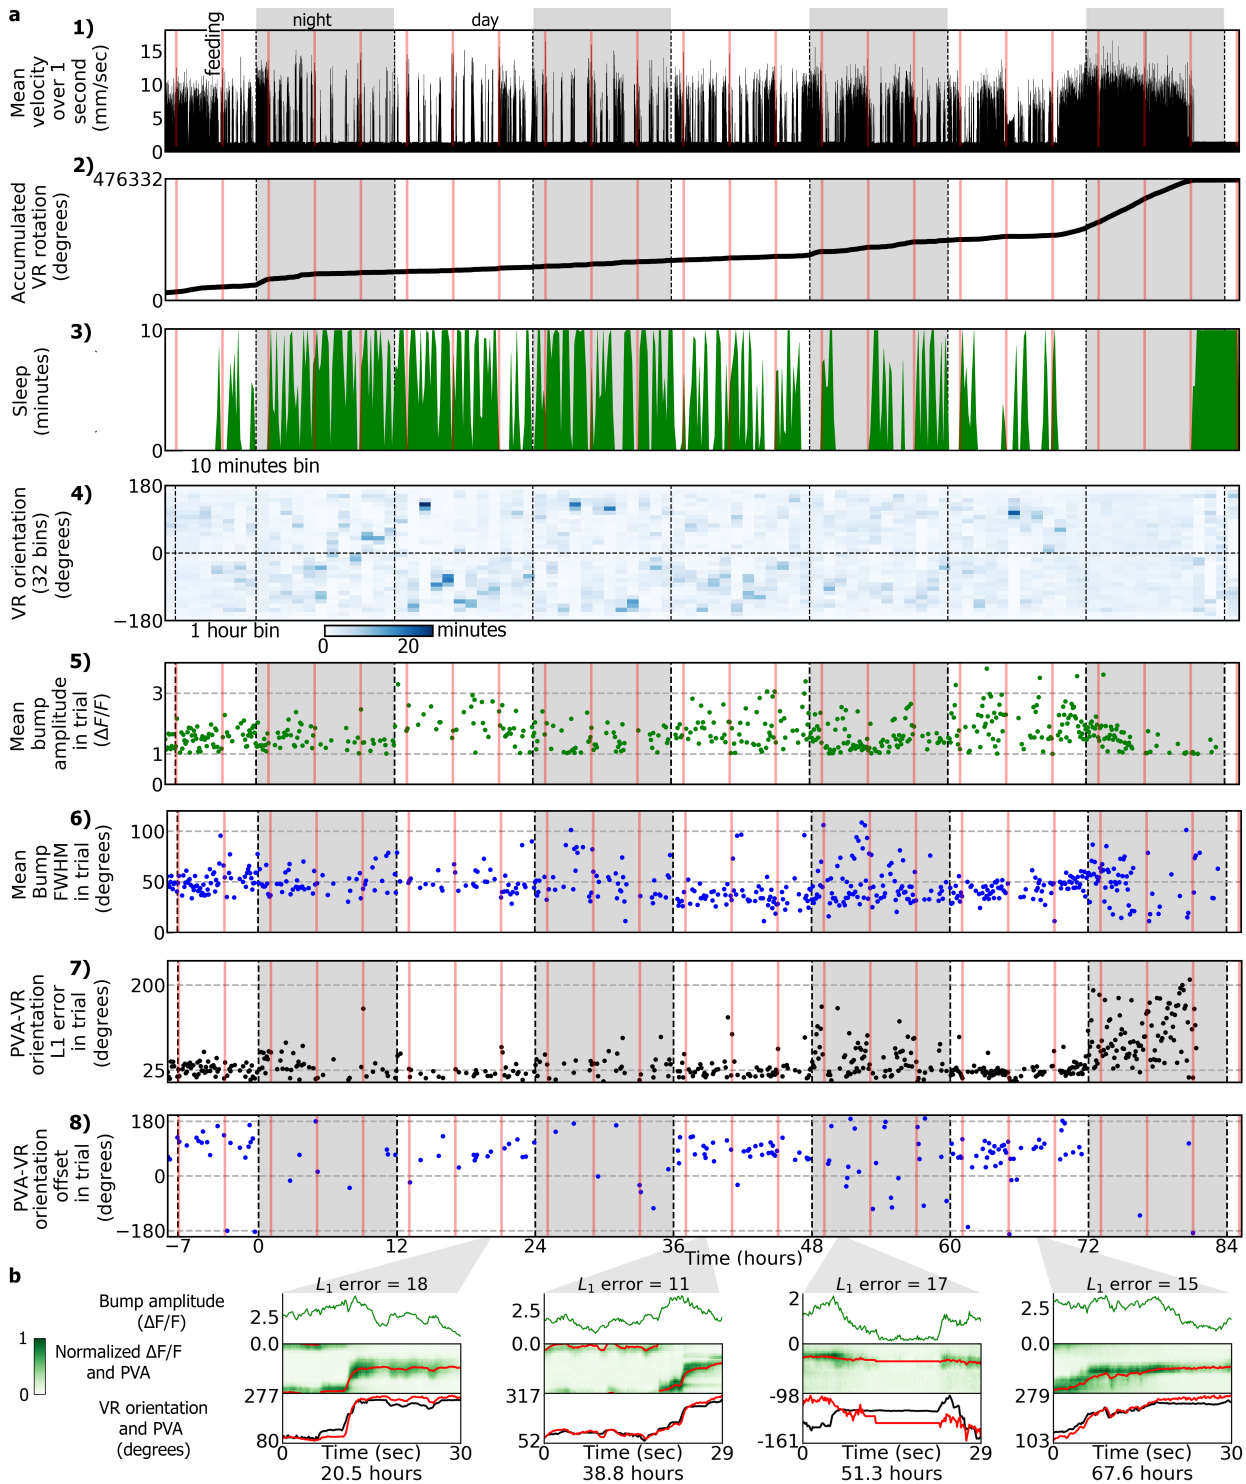 a
1)
feeding
night
day
Mean
velocity
over 1
second
(mm/sec)
15
10
5
0
2)
476332
Accumulated
VR rotation
(degrees)
0
3)
10
Sleep
(minutes)
0
10 minutes bin
4)
180
VR orientation
(32 bins)
(degrees)
0
−180
1 hour bin
minutes
0
20
5)
Mean
bump
amplitude
in trial
(ΔF/F)
3
1
0
6)
Mean
Bump
FWHM
in trial
(degrees)
100
50
0
7)
PVA-VR
orientation
L1 error
in trial
(degrees)
200
25
8)
PVA-VR
orientation
offset
in trial
(degrees)
180
0
−180
−7
0
12
24
36
48
60
72
84
Time (hours)
b
L1 error = 18
L1 error = 11
L1 error = 17
L1 error = 15
Bump amplitude
(ΔF/F)
2.5
0.0
2.5
0.0
2
0
2.5
0.0
1
0
Normalized ΔF/F
and PVA
VR orientation
and PVA
(degrees)
277
80
317
52
-98
-161
279
103
0
Time (sec)
30
0
Time (sec)
29
0
Time (sec)
29
0
Time (sec)
30
20.5 hours
38.8 hours
51.3 hours
67.6 hours